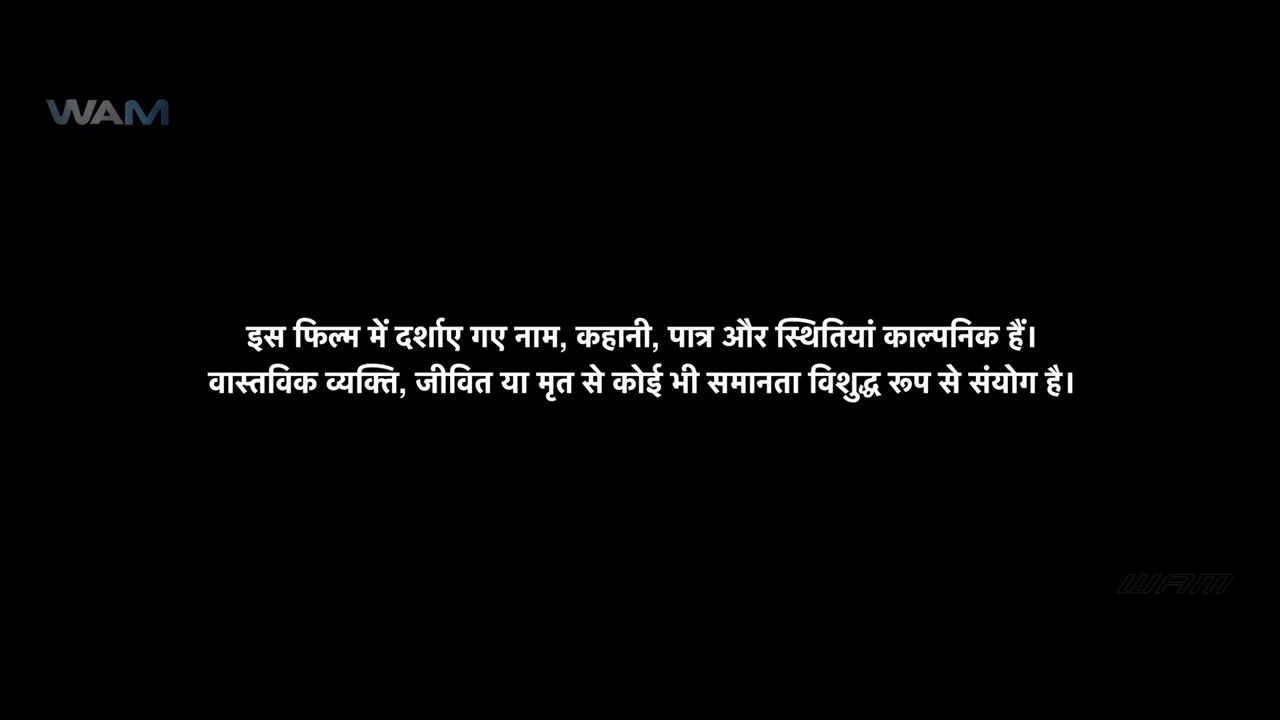 WAM
इस फिल्म में दर्शाए गए नाम, कहानी, पात्र और स्थितियां काल्पनिक हैं।
वास्तविक व्यक्ति, जीवित या मृत से कोई भी समानता विशुद्ध रूप से संयोग है।
WAM